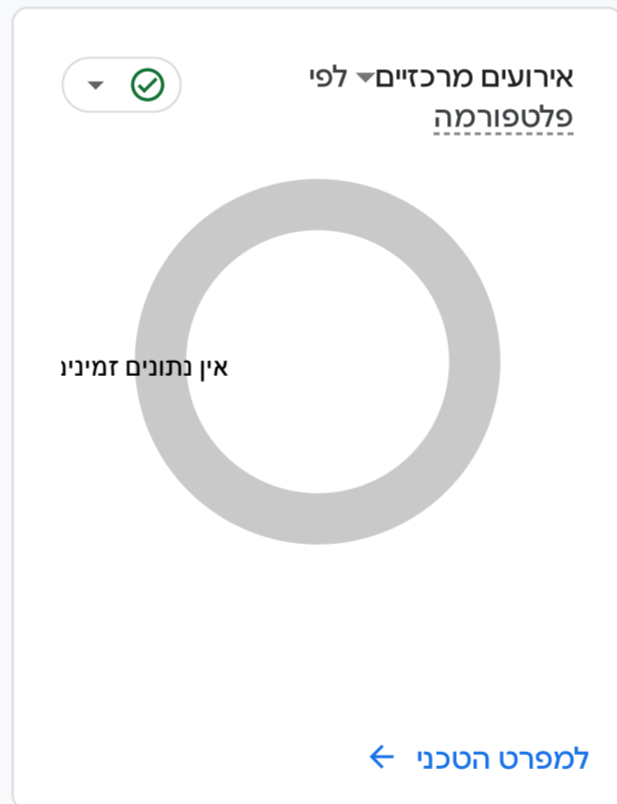 אירועים מרכזיים לפי
פלטפורמה
אין נתונים זמינים
למפרט הטכני